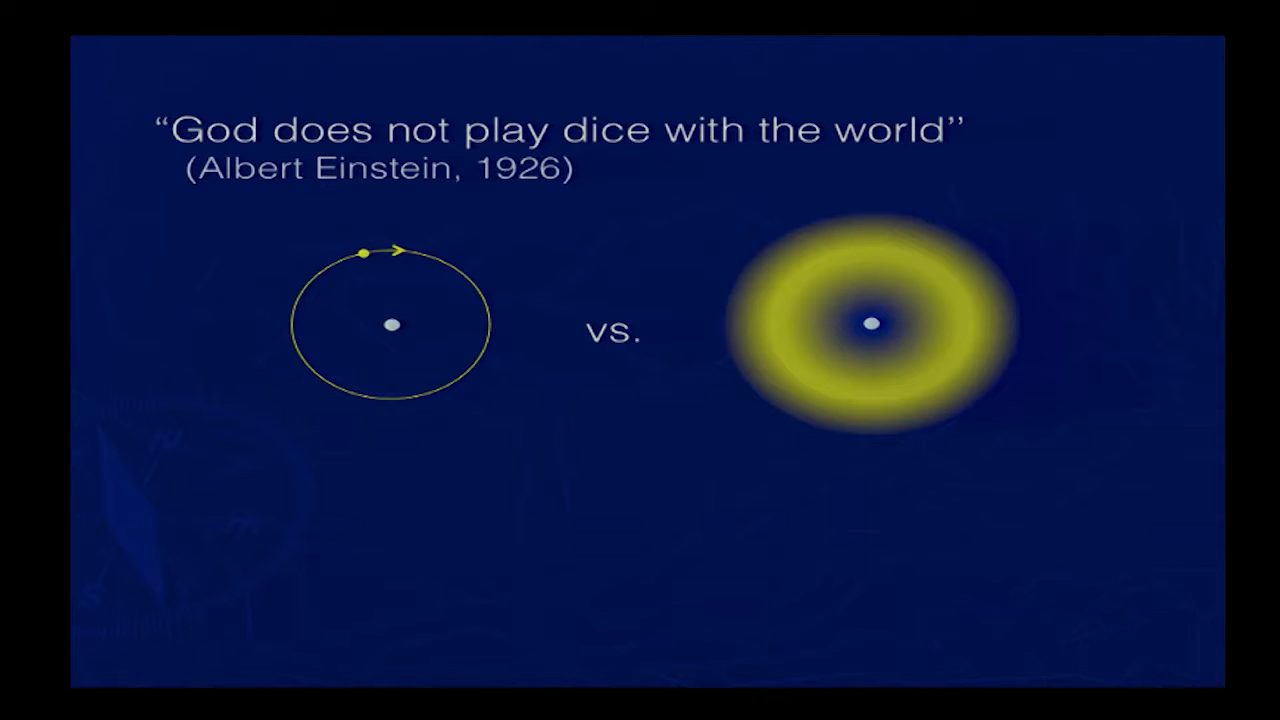 “God does not play dice with the world’’
(Albert Einstein, 1926)
vs.